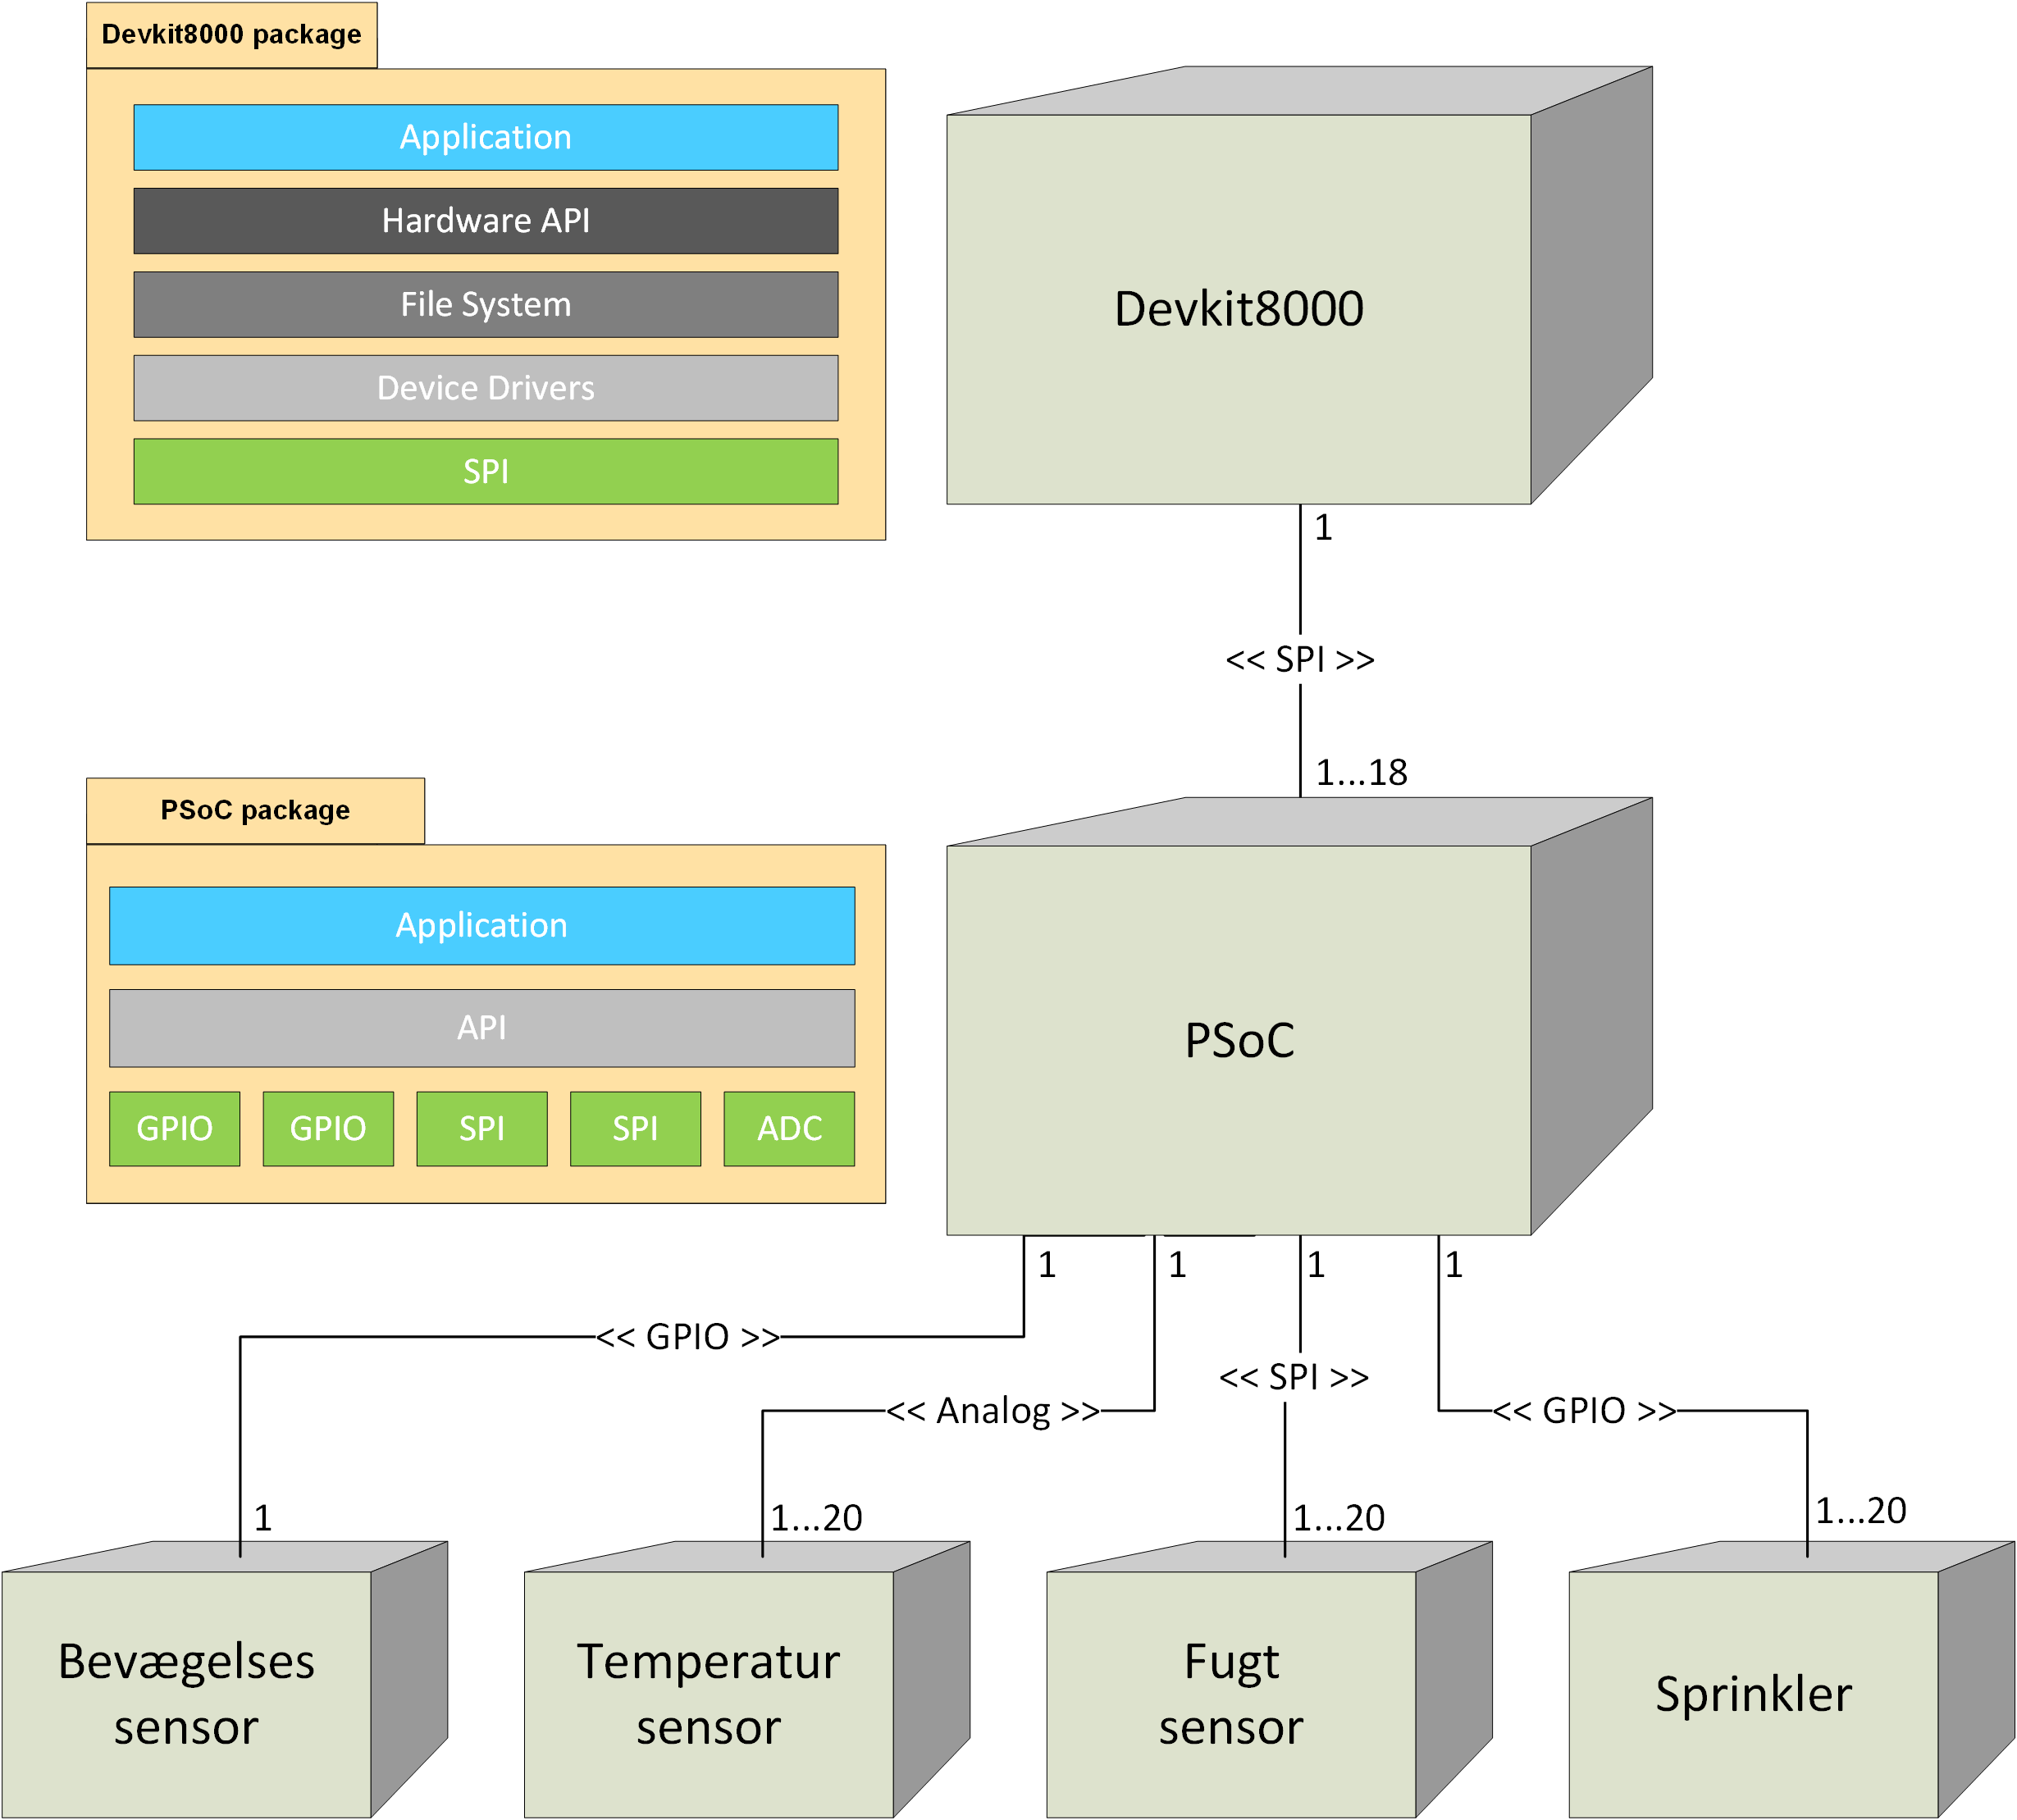 Devkit8000 package
Application
Hardware API
File System
Device Drivers
SPI
Devkit8000
1
<< SPI >>
1...18
PSoC package
Application
API
GPIO GPIO SPI SPI ADC
PSoC
1 1 1 1
<< GPIO >>
<< SPI >>
<< Analog >> << GPIO >>
1 1...20 1...20 1...20
Bevægelses
sensor
Temperatur
sensor
Fugt
sensor
Sprinkler